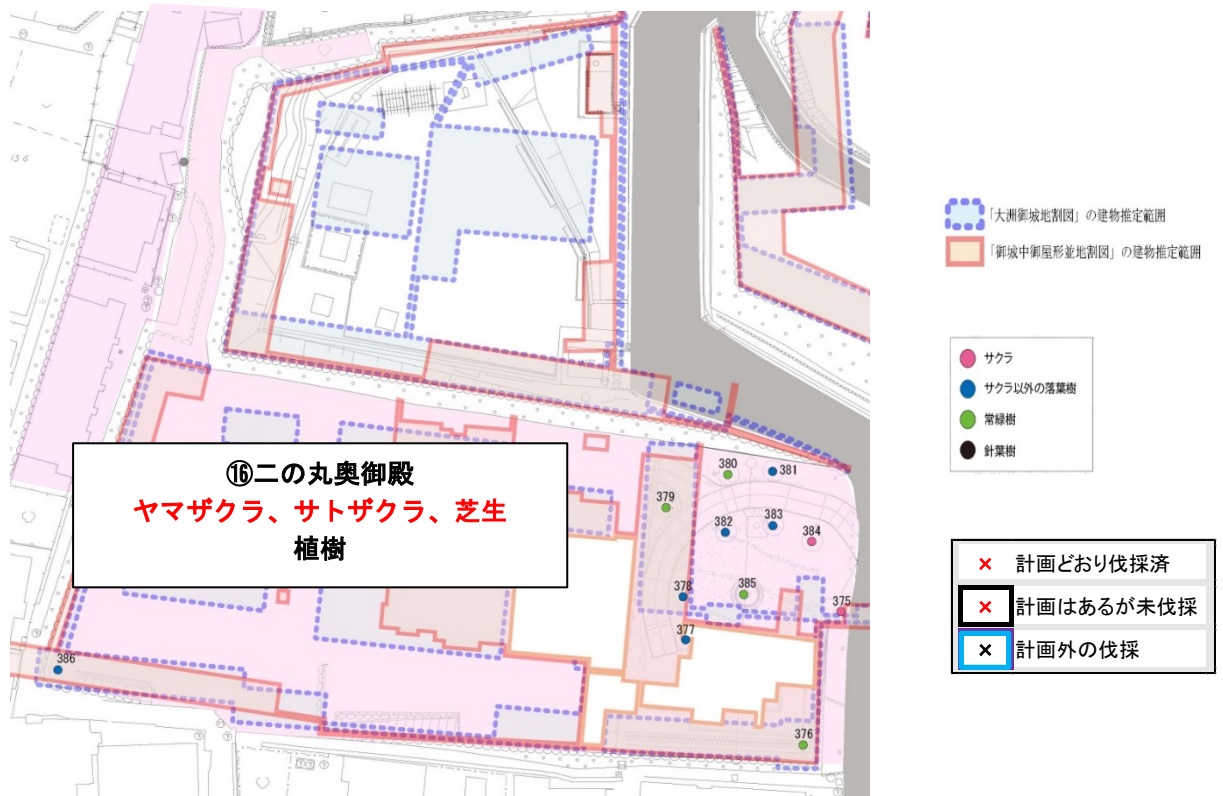 ⑯二の丸奥御殿
ヤマザクラ、サトザクラ、芝生
植樹
380
381
379
382
383
384
378
385
375
377
386
376
「大洲御城地割図」の建物推定範囲
「御城中御屋形並地割図」の建物推定範囲
サクラ
サクラ以外の落葉樹
常緑樹
針葉樹
× 計画どおり伐採済
× 計画はあるが未伐採
× 計画外の伐採